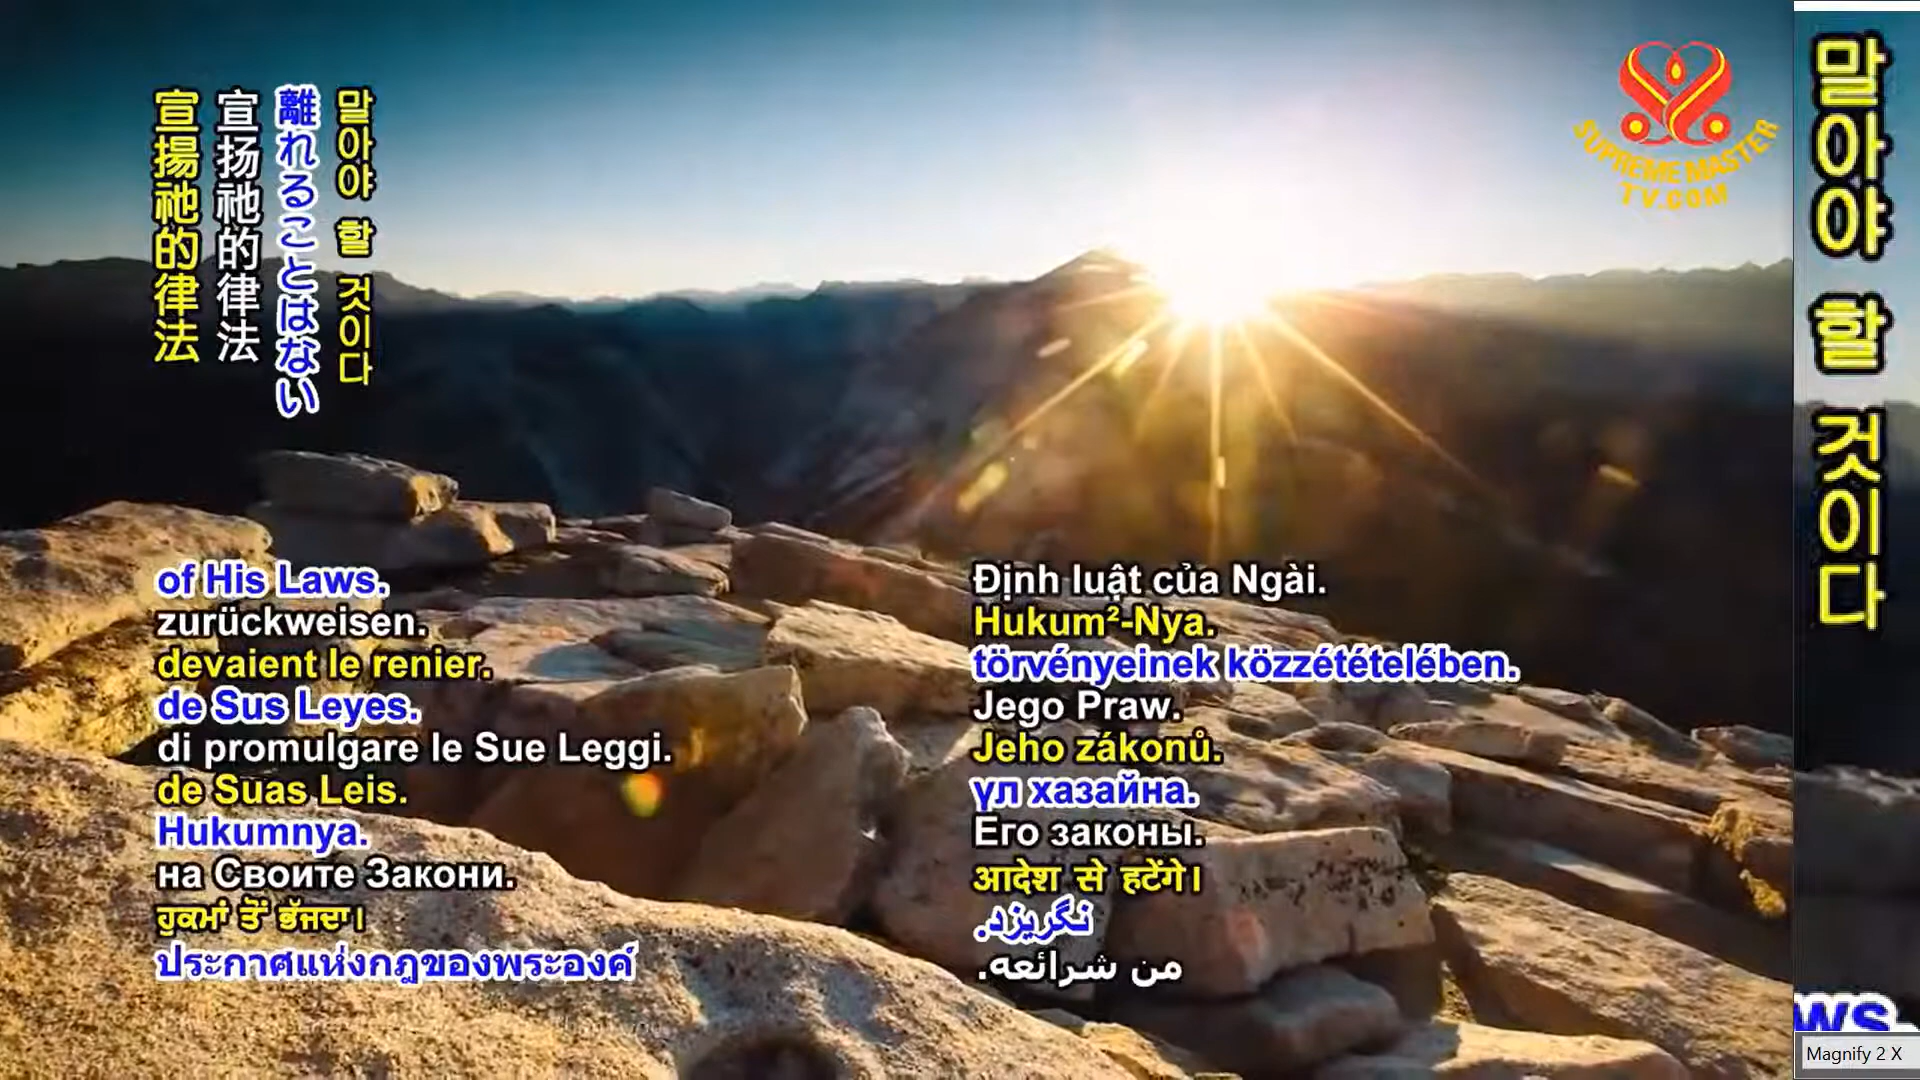 宣揚祂的律法
宣扬祂的律法
離れることはない
말아야 할 것이다
SUPREME MASTER
TV.COM
of His Laws.
zurückweisen.
devaient le renier.
de Sus Leyes.
di promulgare le Sue Leggi.
de Suas Leis.
Hukumnya.
на Своите Закони.
ਹੁਕਮਾਂ ਤੋਂ ਭੱਜਦਾ।
ประกาศแห่งกฎของพระองค์
Định luật của Ngài.
Hukum²-Nya.
törvényeinek közzétételében.
Jego Praw.
Jeho zákonů.
үл хазайна.
Его законы.
आदेश से हटेंगे।
نگریزد.
من شرائعه.
말아야 할 것이다
ws
Magnify 2 X